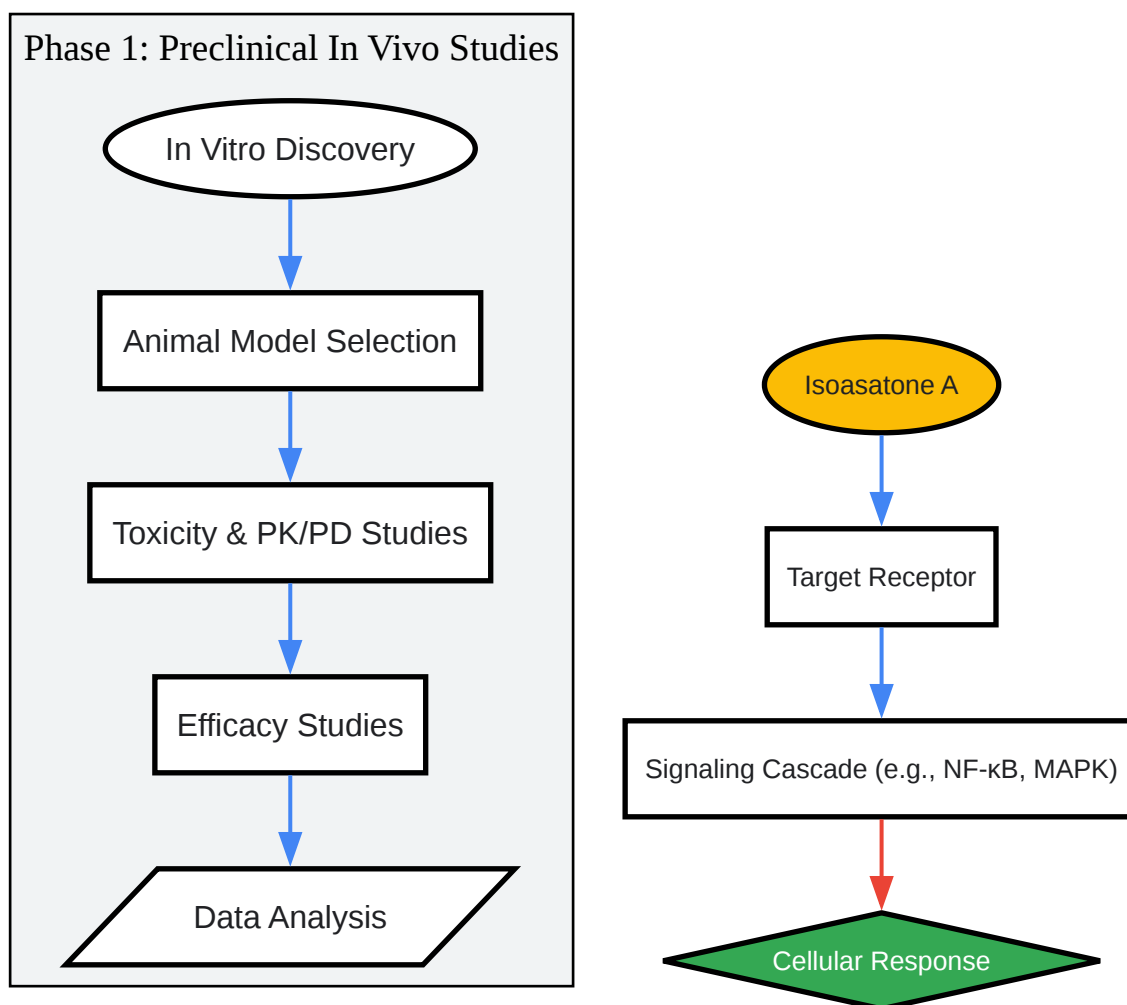 Phase 1: Preclinical In Vivo Studies
In Vitro Discovery
Animal Model Selection
Toxicity & PK/PD Studies
Efficacy Studies
Data Analysis
Isoasatone A
Target Receptor
Signaling Cascade (e.g., NF-κB, MAPK)
Cellular Response